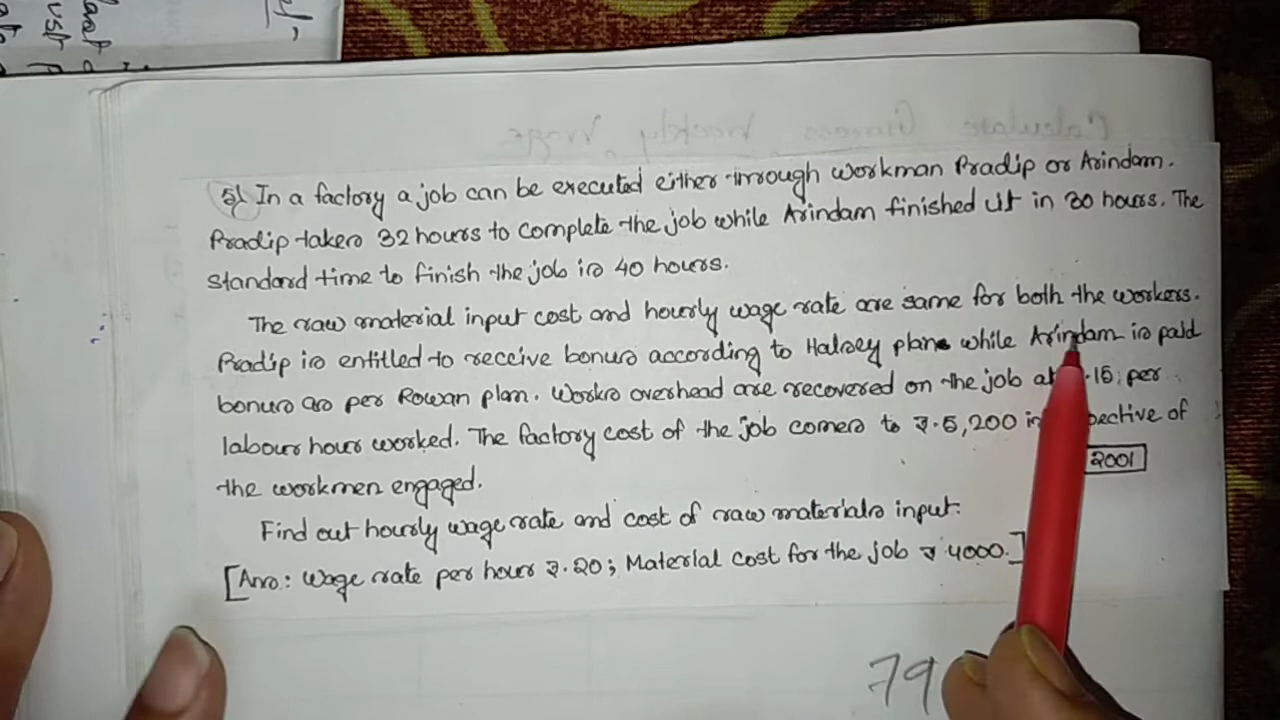 5) In a factory a job can be executed either through workman Pradip or Arindam.
Pradip takes 32 hours to complete the job while Arindam finished it in 30 hours. The
standard time to finish the job is 40 hours.
The raw material input cost and hourly wage rate are same for both the workers.
Pradip is entitled to receive bonus according to Halsey plan while Arindam is paid
bonus as per Rowan plan. Works overhead are recovered on the job at .15 per
labour hour worked. The factory cost of the job comes to ₹.5,200 of
the workmen engaged.
2001
Find out hourly wage rate and cost of raw materials input.
[Ans.: Wage rate per hour ₹.20; Material cost for the job ₹ 4000.]
79
Calculate Gross Weekly Wage